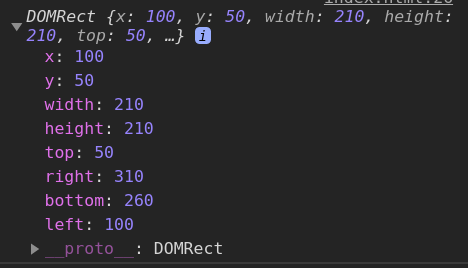 index.html:26
DOMRect {x: 100, y: 50, width: 210, height:
210, top: 50, …} i
x: 100
y: 50
width: 210
height: 210
top: 50
right: 310
bottom: 260
left: 100
__proto__: DOMRect